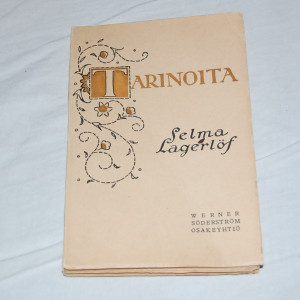 TARINOITA
Selma
Lagerlöf
WERNER
SÖDERSTRÖM
OSAKEYHTIÖ